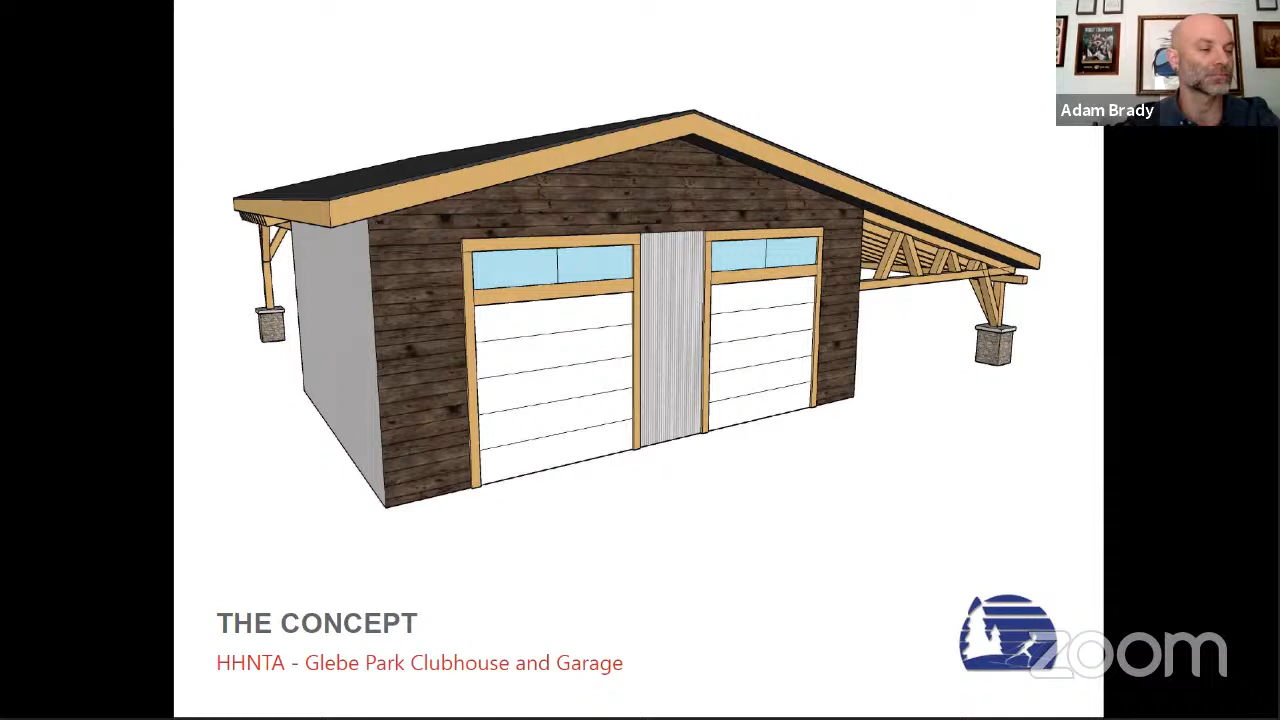 Adam Brady
THE CONCEPT
HHNTA - Glebe Park Clubhouse and Garage
zoom